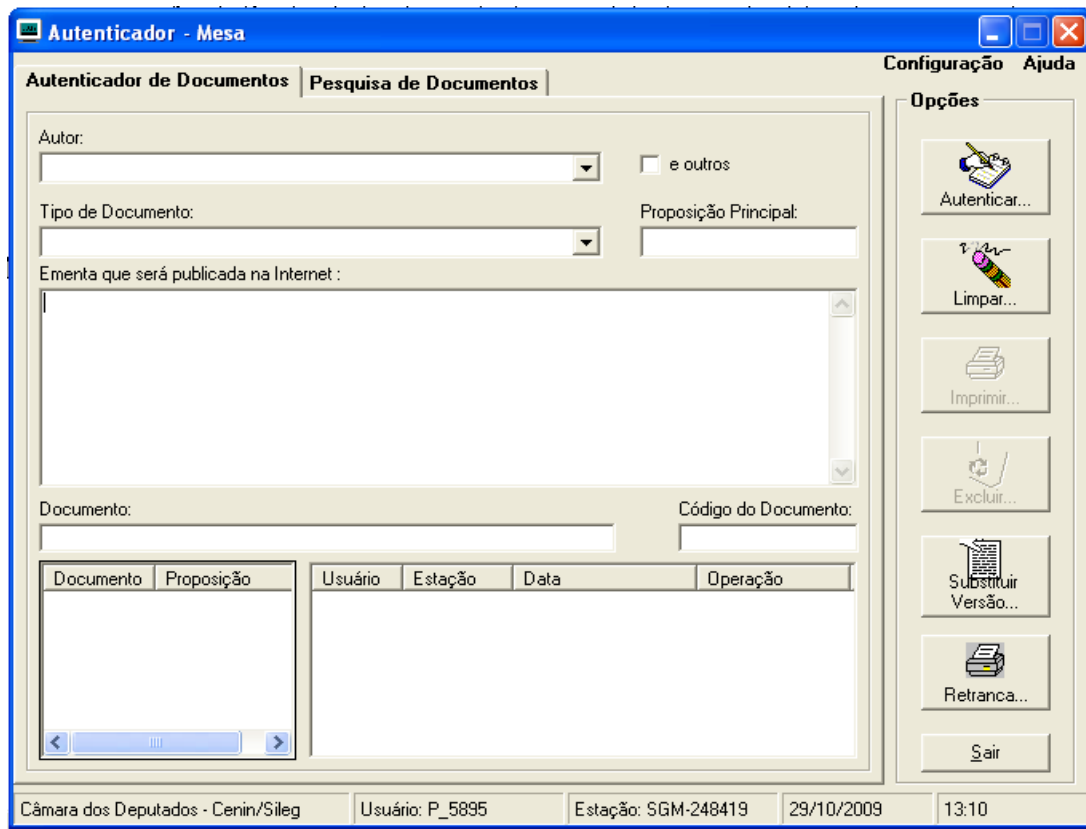 Autenticador - Mesa
Configuração Ajuda
Autenticador de Documentos Pesquisa de Documentos
Opções
Autor:
e outros
Autenticar...
Tipo de Documento:
Proposição Principal:
Ementa que será publicada na Internet :
Limpar...
Imprimir...
Excluir...
Documento:
Código do Documento:
Documento Proposição
Usuário Estação Data Operação
Substituir
Versão...
Retranca...
Sair
Câmara dos Deputados - Cenin/Sileg Usuário: P_5895 Estação: SGM-248419 29/10/2009 13:10